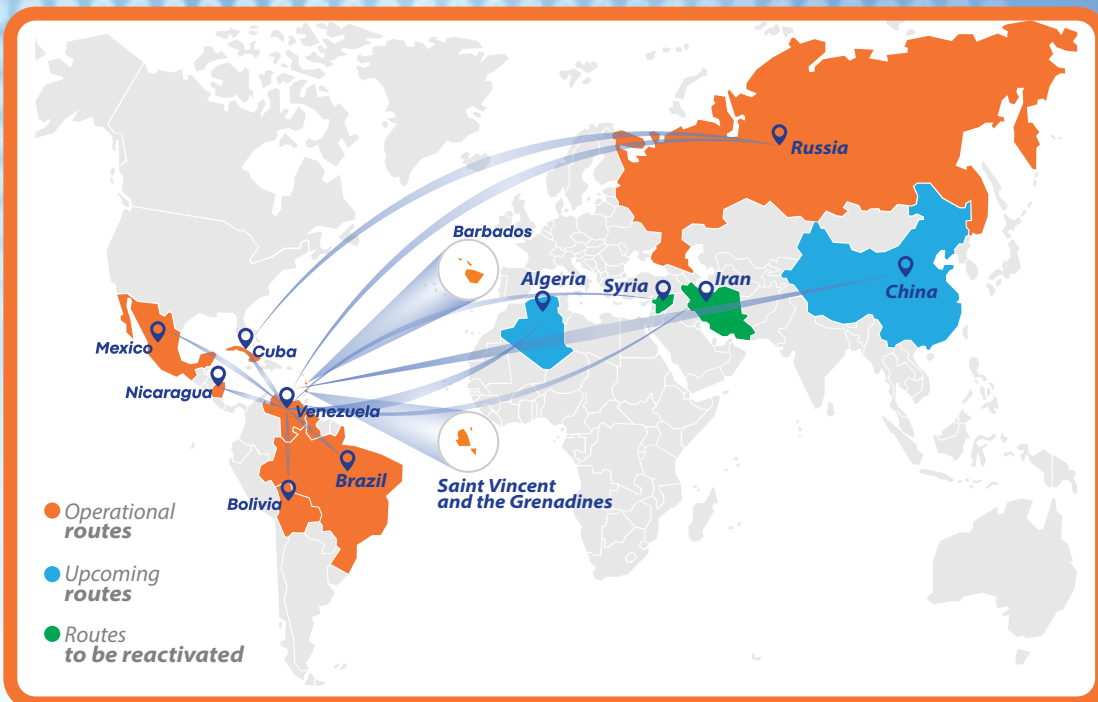 Russia
Barbados
Algeria
Syria
Iran
China
Mexico
Cuba
Nicaragua
Venezuela
Brazil
Bolivia
Saint Vincent
and the Grenadines
Operational
routes
Upcoming
routes
Routes
to be reactivated